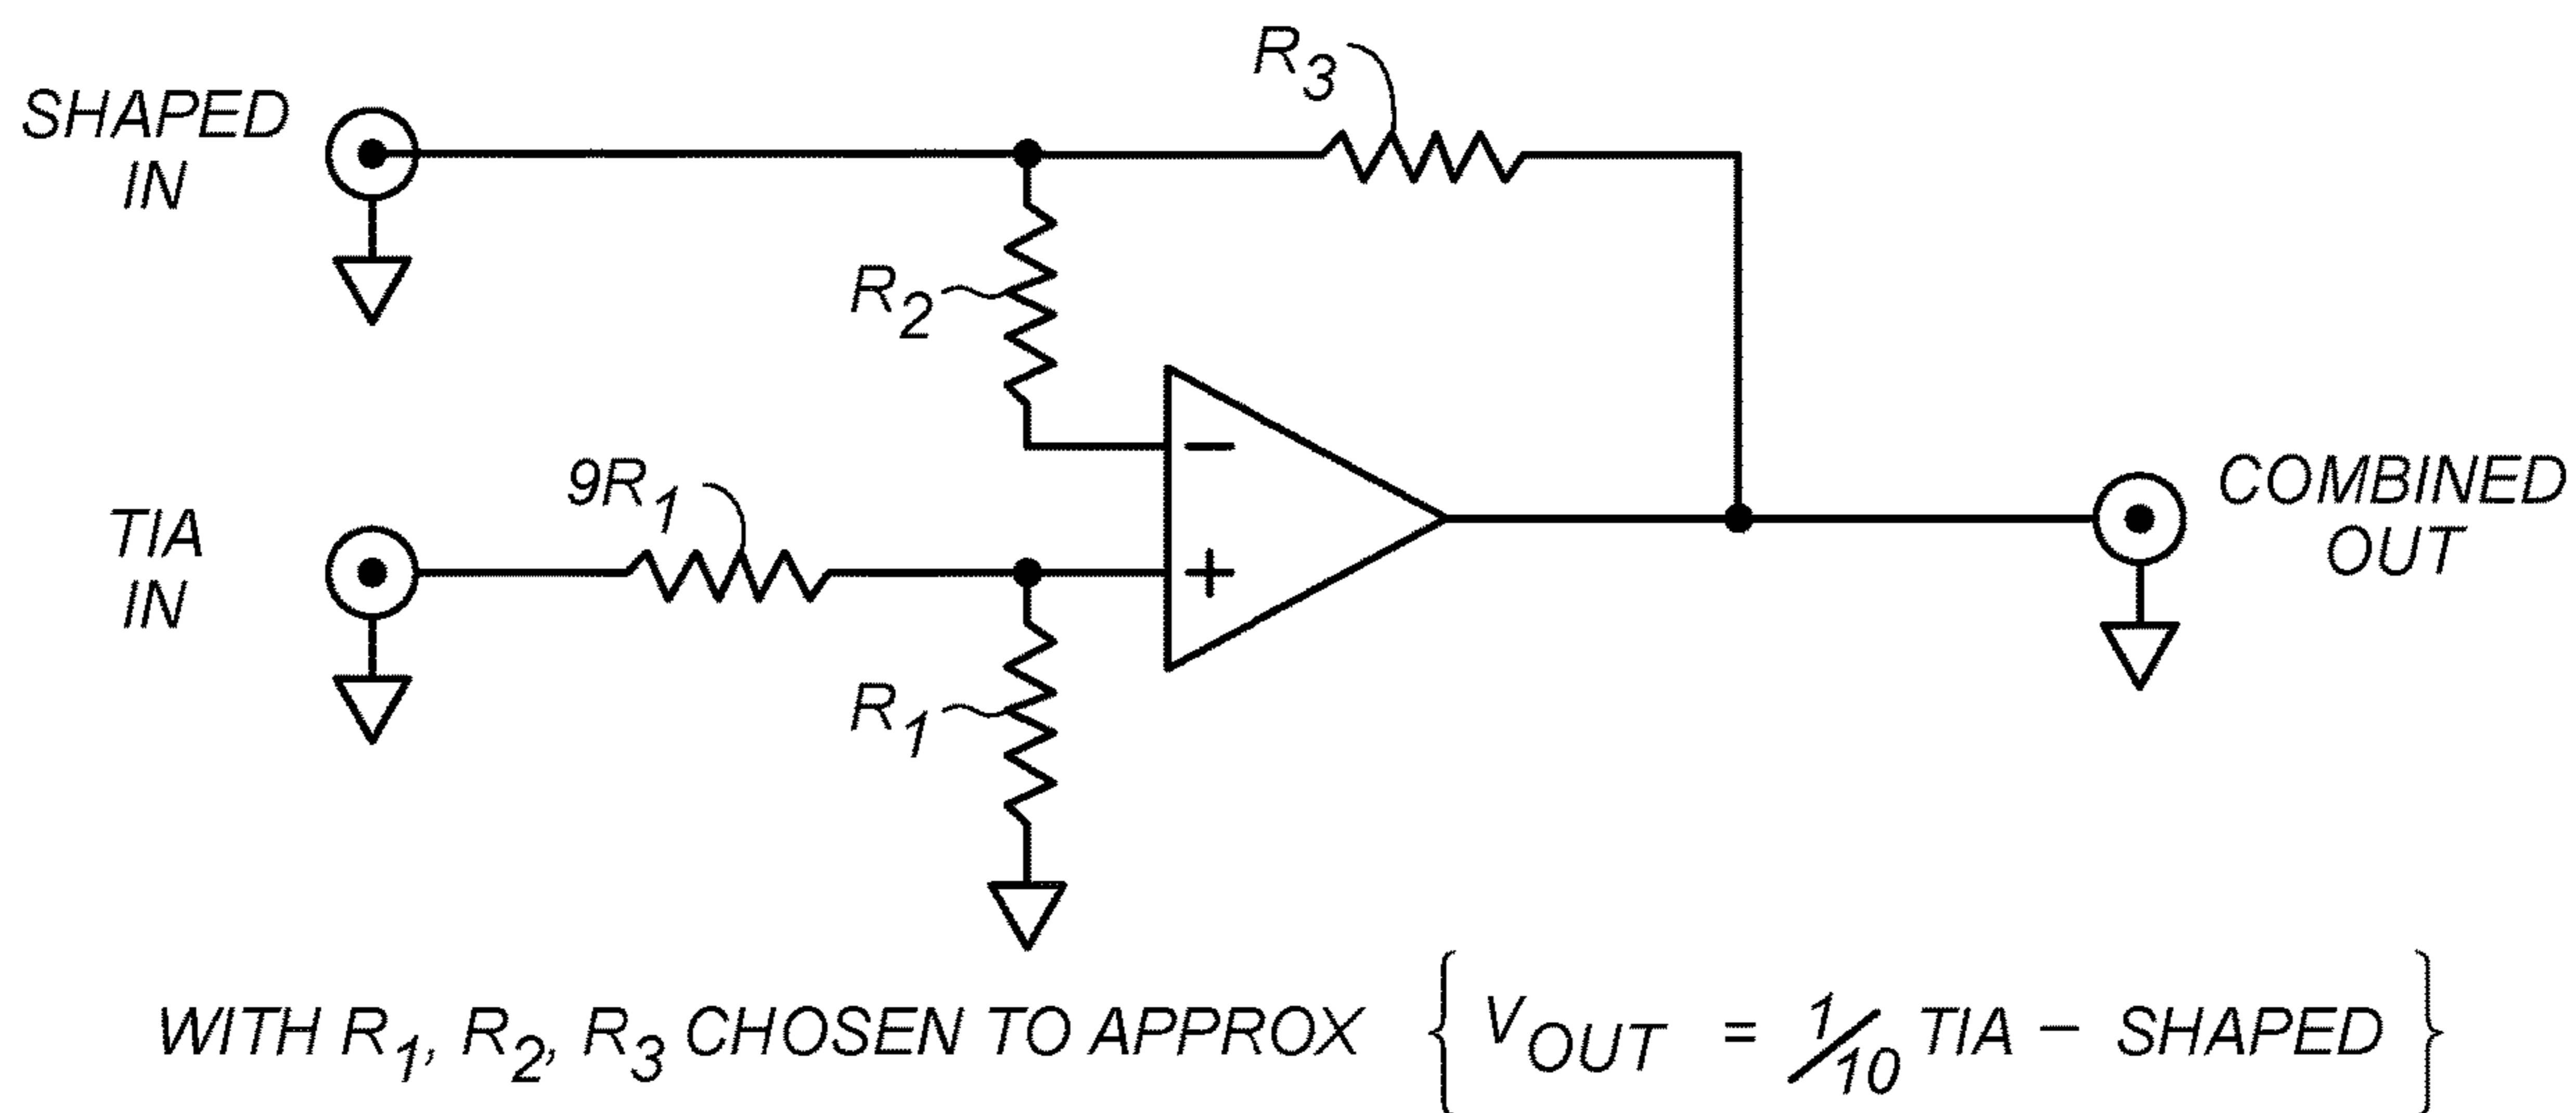 R3
SHAPED
IN
R2
9R1
TIA
IN
R1
−
+
COMBINED
OUT
WITH R1, R2, R3 CHOSEN TO APPROX { VOUT = 1/10 TIA − SHAPED }